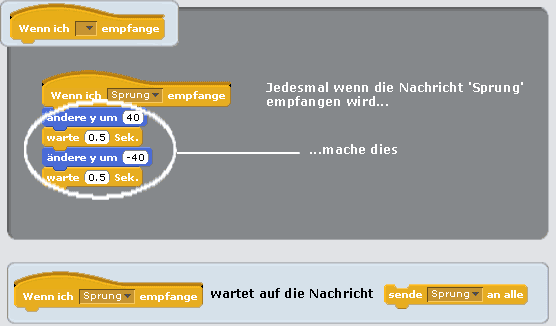 Wenn ich empfange
Wenn ich Sprung empfange
ändere y um 40
warte 0.5 Sek.
ändere y um -40
warte 0.5 Sek.
Jedesmal wenn die Nachricht 'Sprung'
empfangen wird...
...mache dies
Wenn ich Sprung empfange wartet auf die Nachricht sende Sprung an alle